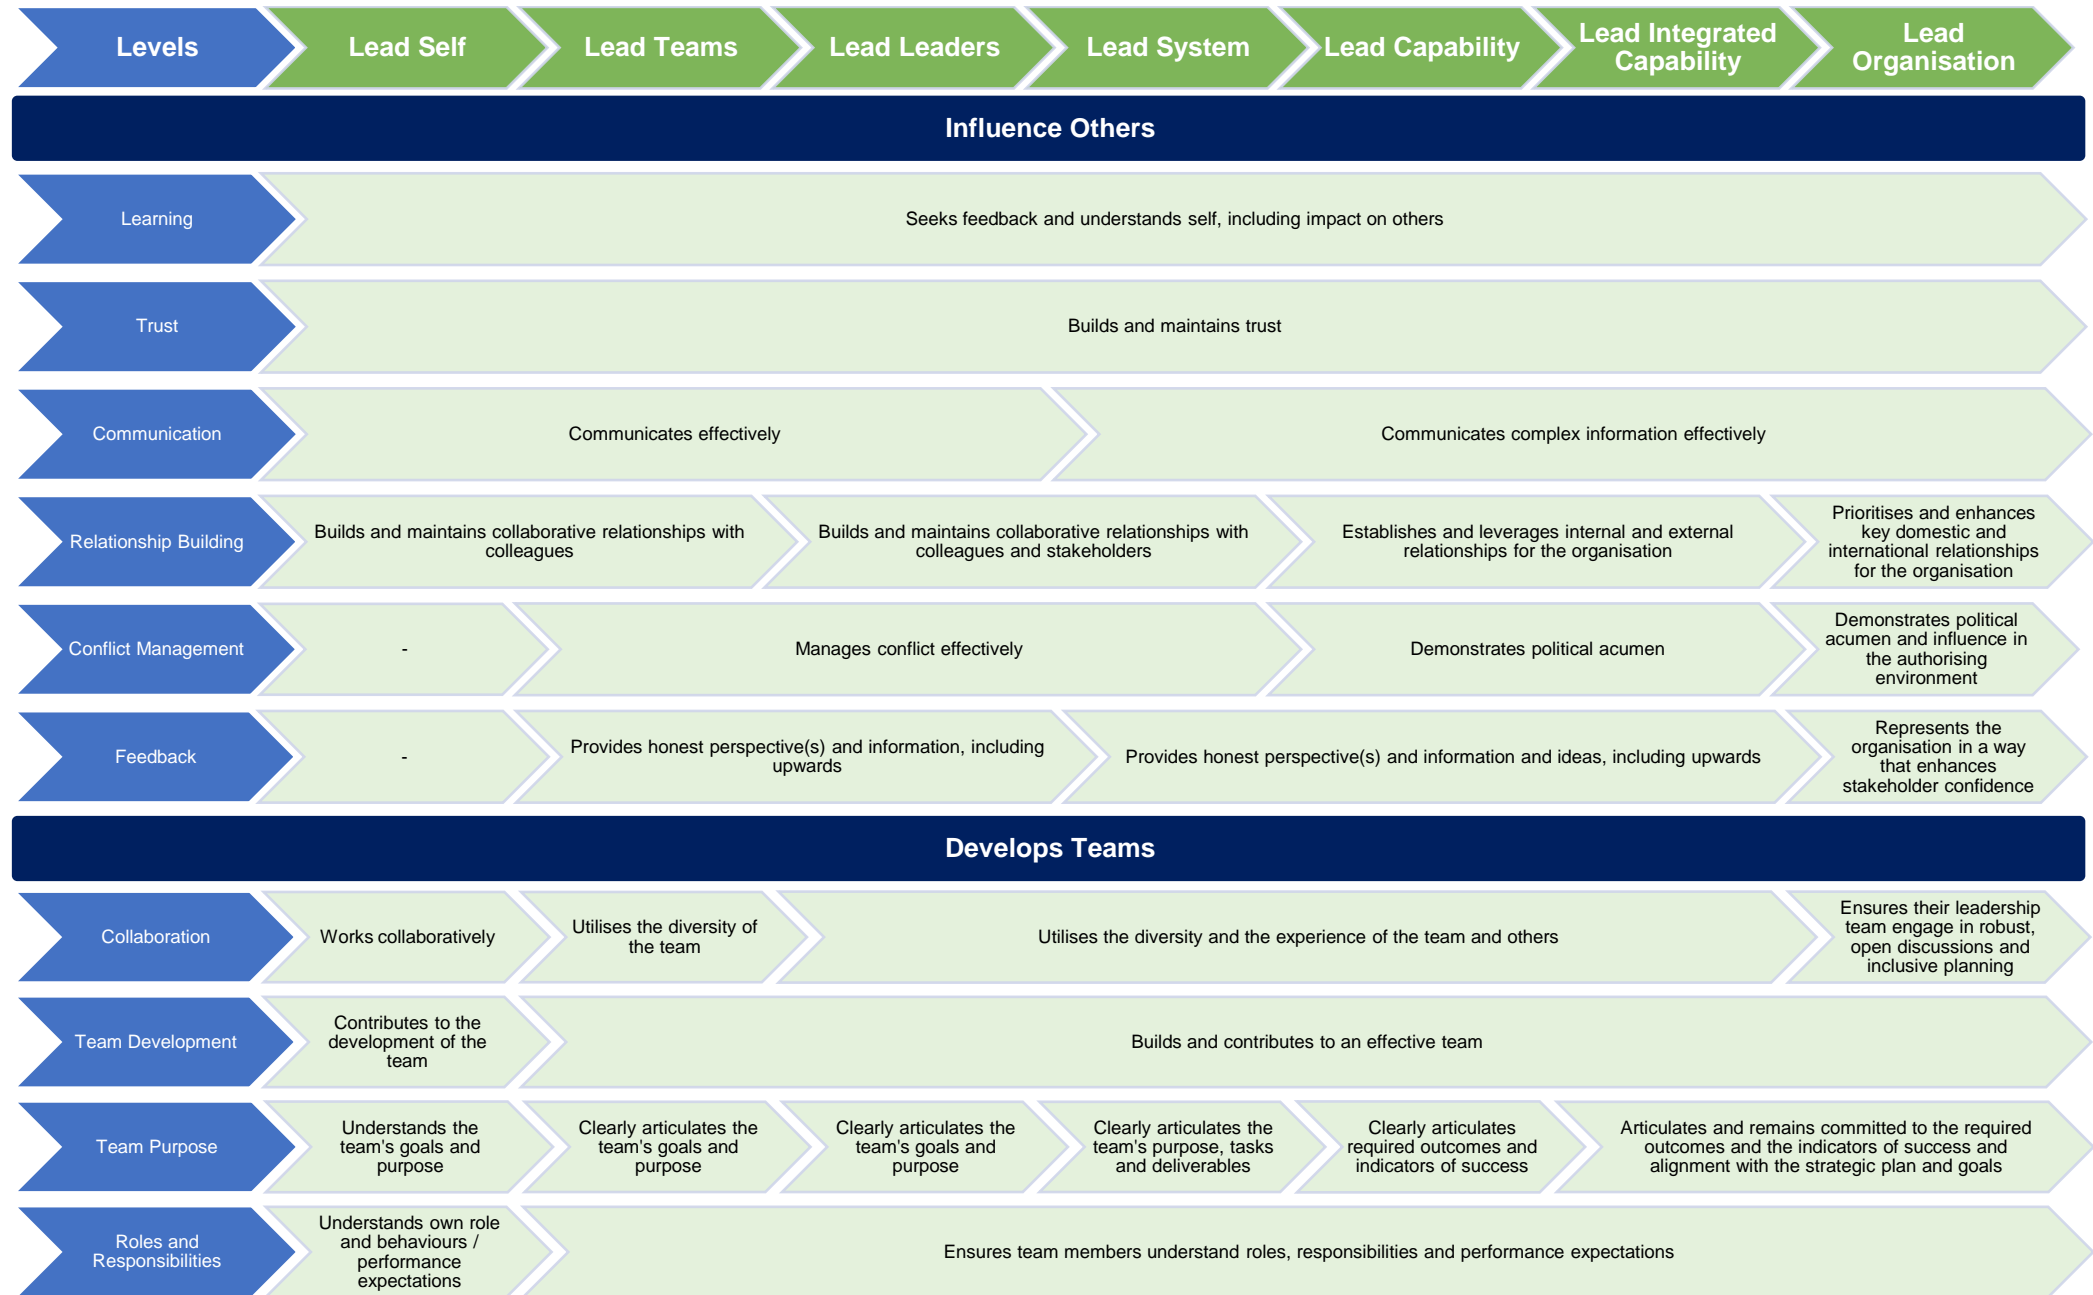 Levels
Lead Self
Lead Teams
Lead Leaders
Lead System
Lead Capability
Lead Integrated
Capability
Lead
Organisation
Influence Others
Learning
Seeks feedback and understands self, including impact on others
Trust
Builds and maintains trust
Communication
Communicates effectively
Communicates complex information effectively
Relationship Building
Builds and maintains collaborative relationships with
colleagues
Builds and maintains collaborative relationships with
colleagues and stakeholders
Establishes and leverages internal and external
relationships for the organisation
Prioritises and enhances
key domestic and
international relationships
for the organisation
Conflict Management
-
Manages conflict effectively
Demonstrates political acumen
Demonstrates political
acumen and influence in
the authorising
environment
Feedback
-
Provides honest perspective(s) and information, including
upwards
Provides honest perspective(s) and information and ideas, including upwards
Represents the
organisation in a way
that enhances
stakeholder confidence
Develops Teams
Collaboration
Works collaboratively
Utilises the diversity of
the team
Utilises the diversity and the experience of the team and others
Ensures their leadership
team engage in robust,
open discussions and
inclusive planning
Team Development
Contributes to the
development of the
team
Builds and contributes to an effective team
Team Purpose
Understands the
team's goals and
purpose
Clearly articulates the
team's goals and
purpose
Clearly articulates the
team's goals and
purpose
Clearly articulates the
team's purpose, tasks
and deliverables
Clearly articulates
required outcomes and
indicators of success
Articulates and remains committed to the required
outcomes and the indicators of success and
alignment with the strategic plan and goals
Roles and
Responsibilities
Understands own role
and behaviours /
performance
expectations
Ensures team members understand roles, responsibilities and performance expectations